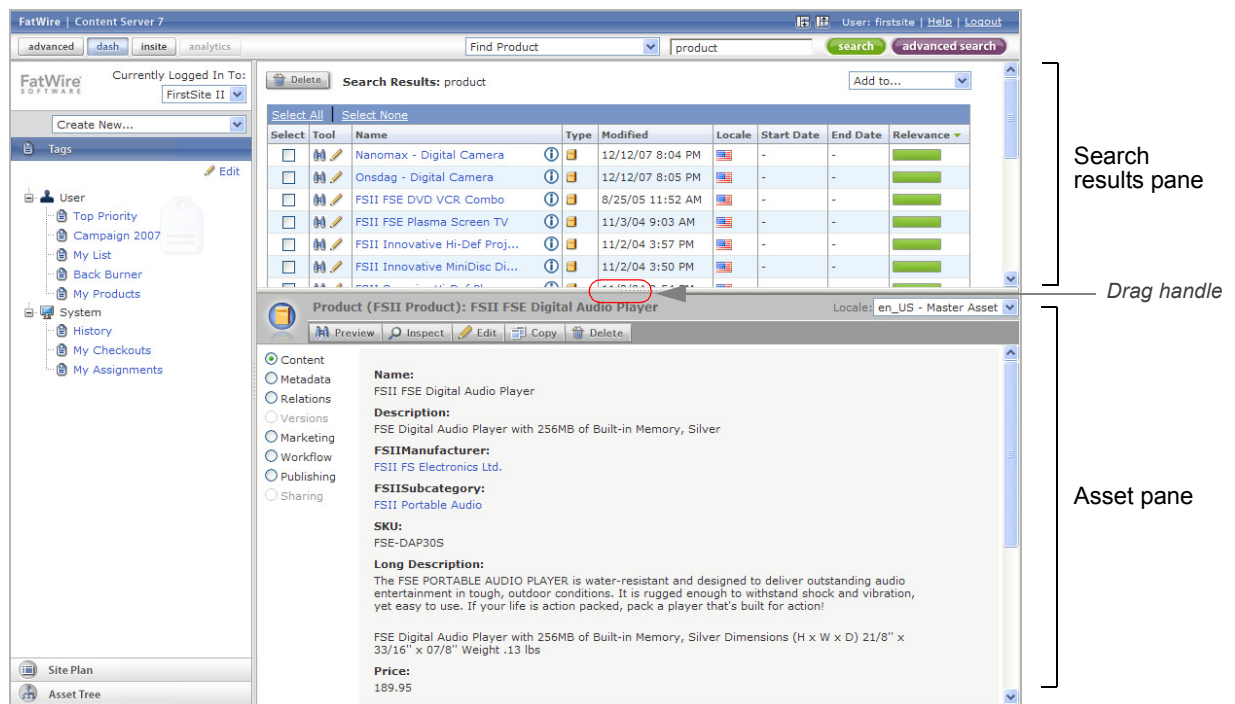 FatWire | Content Server 7
User: firstsite | Help | Logout
advanced dash insite analytics
Find Product
product
search
advanced search
FatWire
SOFTWARE
Currently Logged In To:
FirstSite II
Create New...
Tags
Edit
User
Top Priority
Campaign 2007
My List
Back Burner
My Products
System
History
My Checkouts
My Assignments
Site Plan
Asset Tree
Delete
Search Results: product
Add to...
Select All | Select None
Select Tool Name Type Modified Locale Start Date End Date Relevance
Nanomax - Digital Camera 12/12/07 8:04 PM - -
Onsdag - Digital Camera 12/12/07 8:05 PM - -
FSII FSE DVD VCR Combo 8/25/05 11:52 AM - -
FSII FSE Plasma Screen TV 11/3/04 9:03 AM - -
FSII Innovative Hi-Def Proj... 11/2/04 3:57 PM - -
FSII Innovative MiniDisc Di... 11/2/04 3:50 PM - -
Product (FSII Product): FSII FSE Digital Audio Player
Locale: en_US - Master Asset
Preview Inspect Edit Copy Delete
Content
Metadata
Relations
Versions
Marketing
Workflow
Publishing
Sharing
Name:
FSII FSE Digital Audio Player
Description:
FSE Digital Audio Player with 256MB of Built-in Memory, Silver
FSIIManufacturer:
FSII FS Electronics Ltd.
FSIISubcategory:
FSII Portable Audio
SKU:
FSE-DAP30S
Long Description:
The FSE PORTABLE AUDIO PLAYER is water-resistant and designed to deliver outstanding audio
entertainment in tough, outdoor conditions. It is rugged enough to withstand shock and vibration,
yet easy to use. If your life is action packed, pack a player that's built for action!
FSE Digital Audio Player with 256MB of Built-in Memory, Silver Dimensions (H x W x D) 21/8" x
33/16" x 07/8" Weight .13 lbs
Price:
189.95
Search
results pane
Drag handle
Asset pane